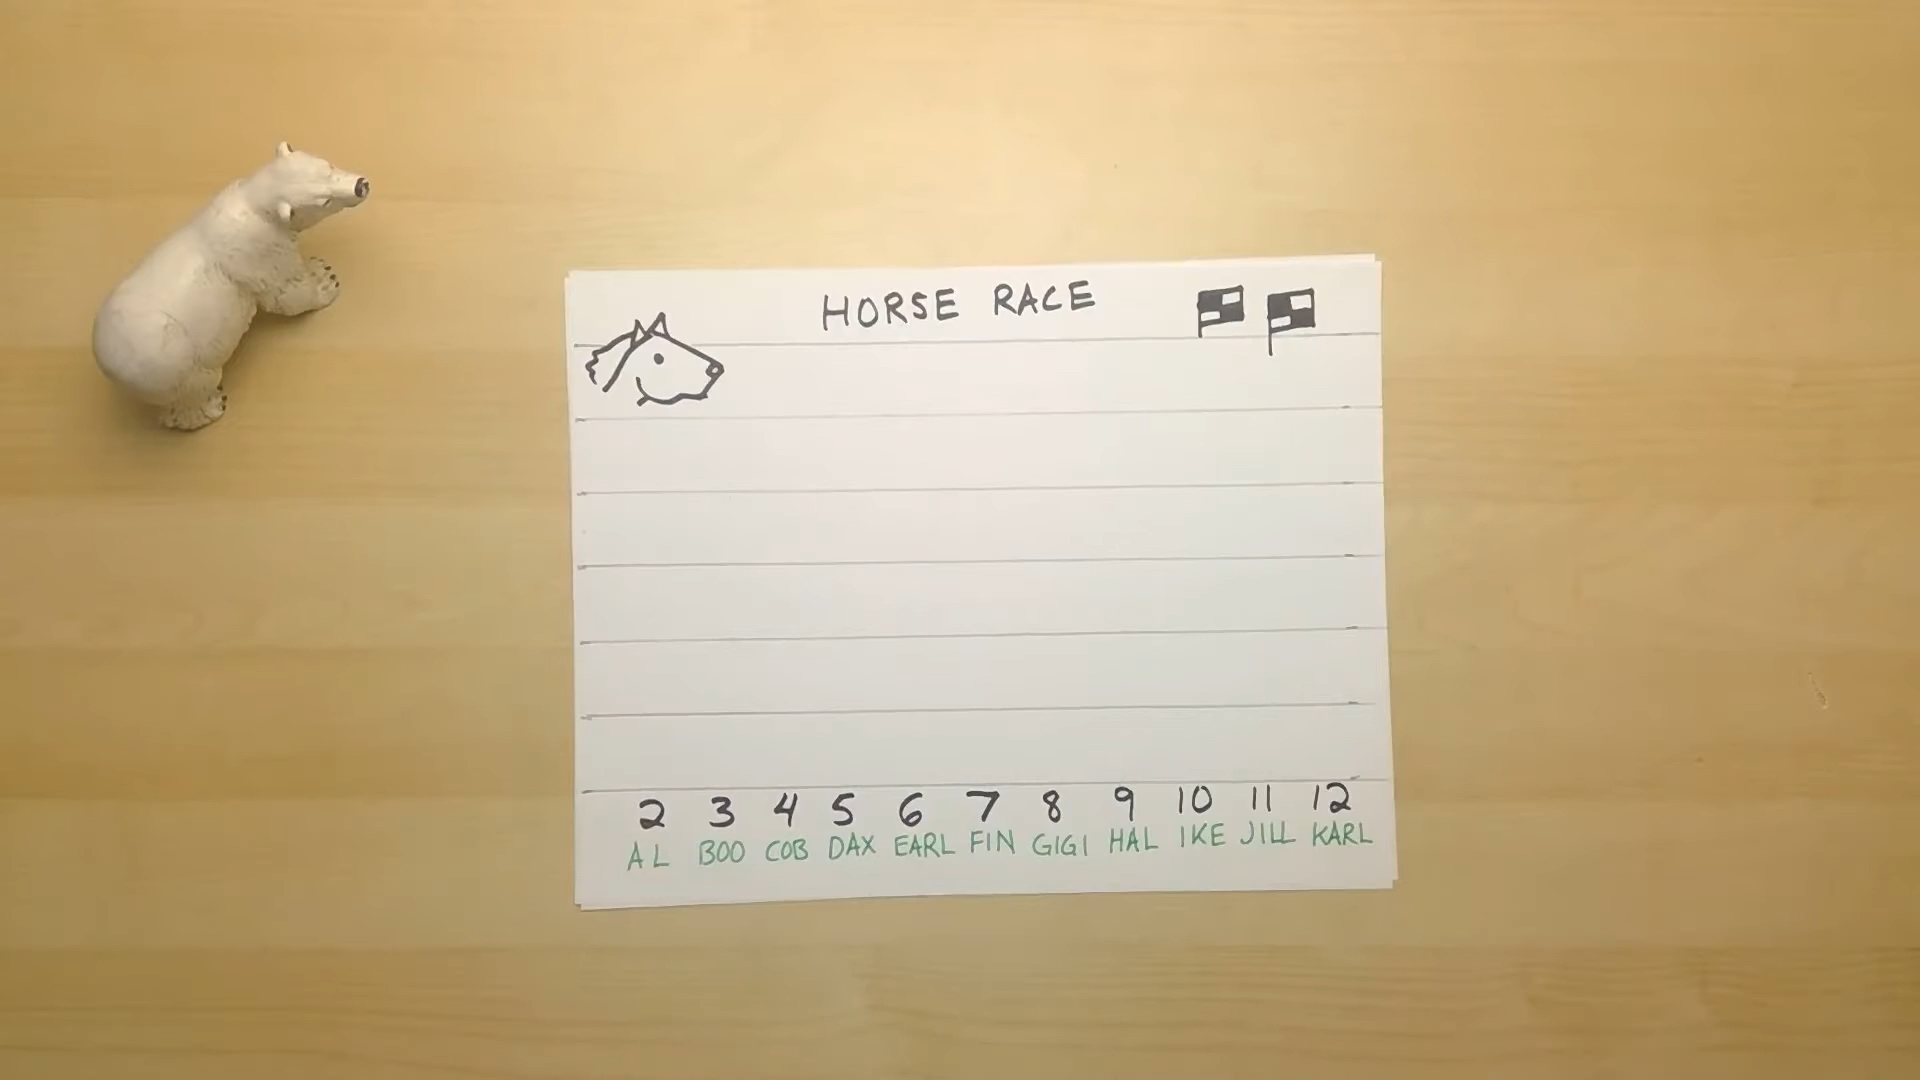 HORSE RACE
2 3 4 5 6 7 8 9 10 11 12
AL BOO COB DAX EARL FIN GIGI HAL IKE JILL KARL